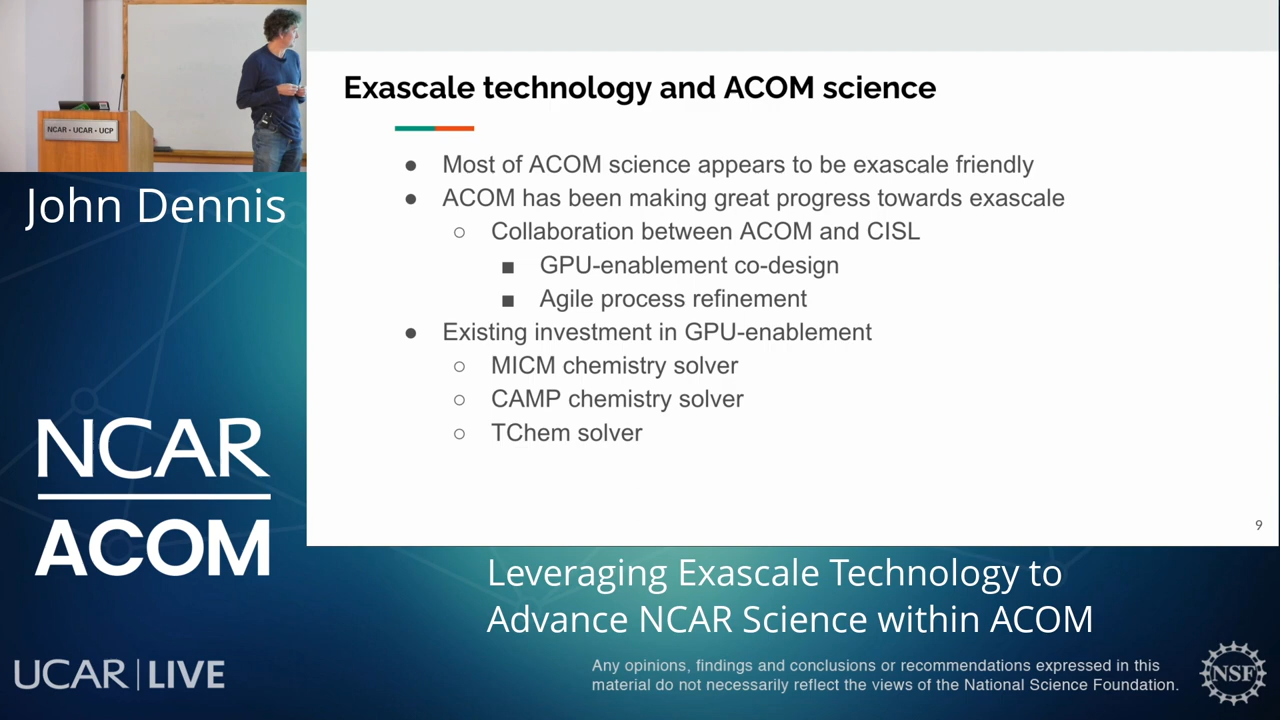 NCAR • UCAR • UCP
John Dennis
Exascale technology and ACOM science
● Most of ACOM science appears to be exascale friendly
● ACOM has been making great progress towards exascale
○ Collaboration between ACOM and CISL
■ GPU-enablement co-design
■ Agile process refinement
● Existing investment in GPU-enablement
○ MICM chemistry solver
○ CAMP chemistry solver
○ TChem solver
9
NCAR
ACOM
Leveraging Exascale Technology to
Advance NCAR Science within ACOM
UCAR | LIVE
Any opinions, findings and conclusions or recommendations expressed in this
material do not necessarily reflect the views of the National Science Foundation.
NSF